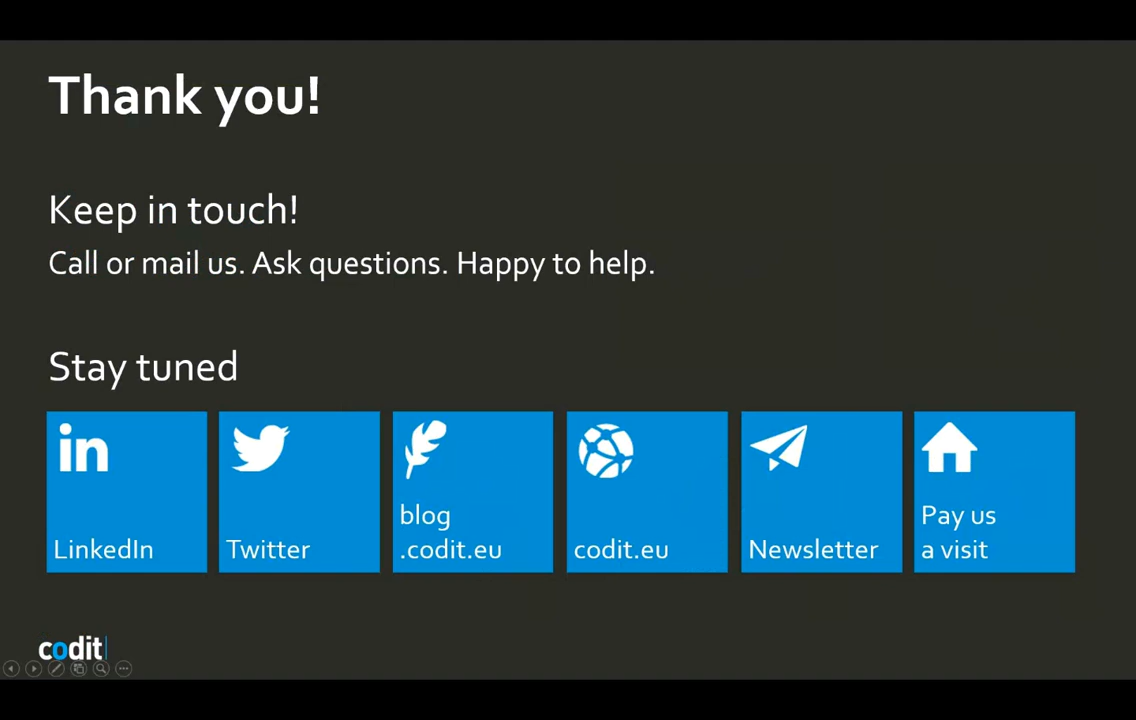 Thank you!
Keep in touch!
Call or mail us. Ask questions. Happy to help.
Stay tuned
in
LinkedIn
Twitter
blog
.codit.eu
codit.eu
Newsletter
Pay us
a visit
codit